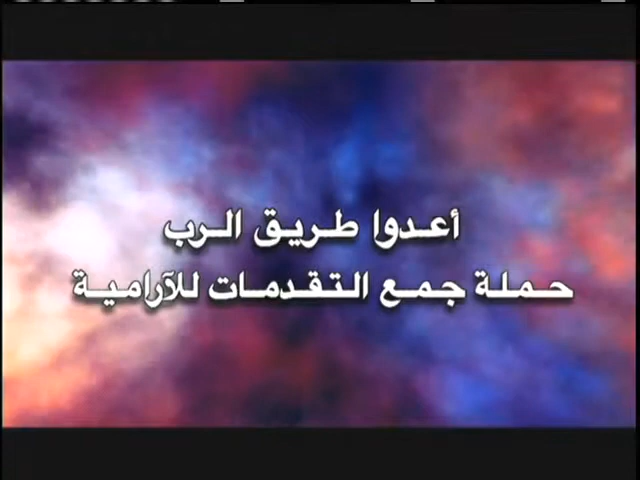 أعدوا طريق الرب
حملة جمع التقدمات للآرامية